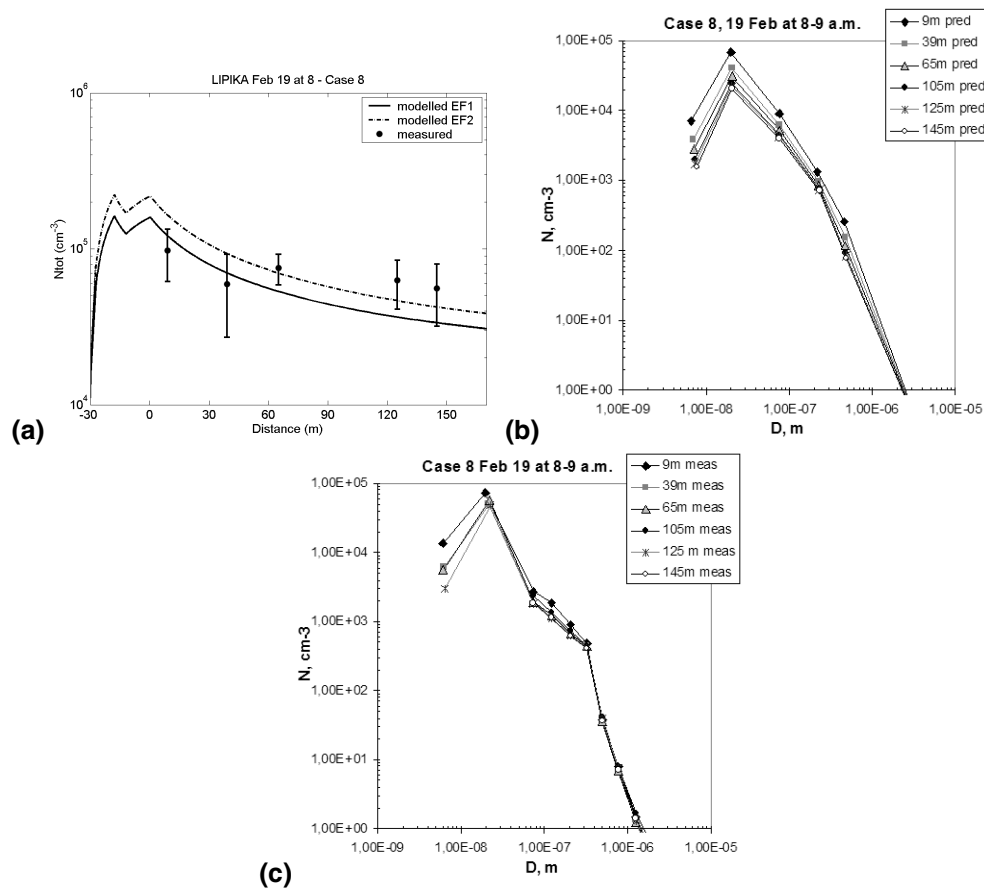 LIPIKA Feb 19 at 8 - Case 8
10^6
10^5
10^4
Ntot (cm^-3)
modelled EF1
modelled EF2
measured
-30 0 30 60 90 120 150
Distance (m)
(a)
Case 8, 19 Feb at 8-9 a.m.
1,00E+05
1,00E+04
1,00E+03
1,00E+02
1,00E+01
1,00E+00
N, cm-3
1,00E-09 1,00E-08 1,00E-07 1,00E-06 1,00E-05
D, m
9m pred
39m pred
65m pred
105m pred
125m pred
145m pred
(b)
Case 8 Feb 19 at 8-9 a.m.
1,00E+05
1,00E+04
1,00E+03
1,00E+02
1,00E+01
1,00E+00
N, cm-3
1,00E-09 1,00E-08 1,00E-07 1,00E-06 1,00E-05
D, m
9m meas
39m meas
65m meas
105m meas
125 m meas
145m meas
(c)